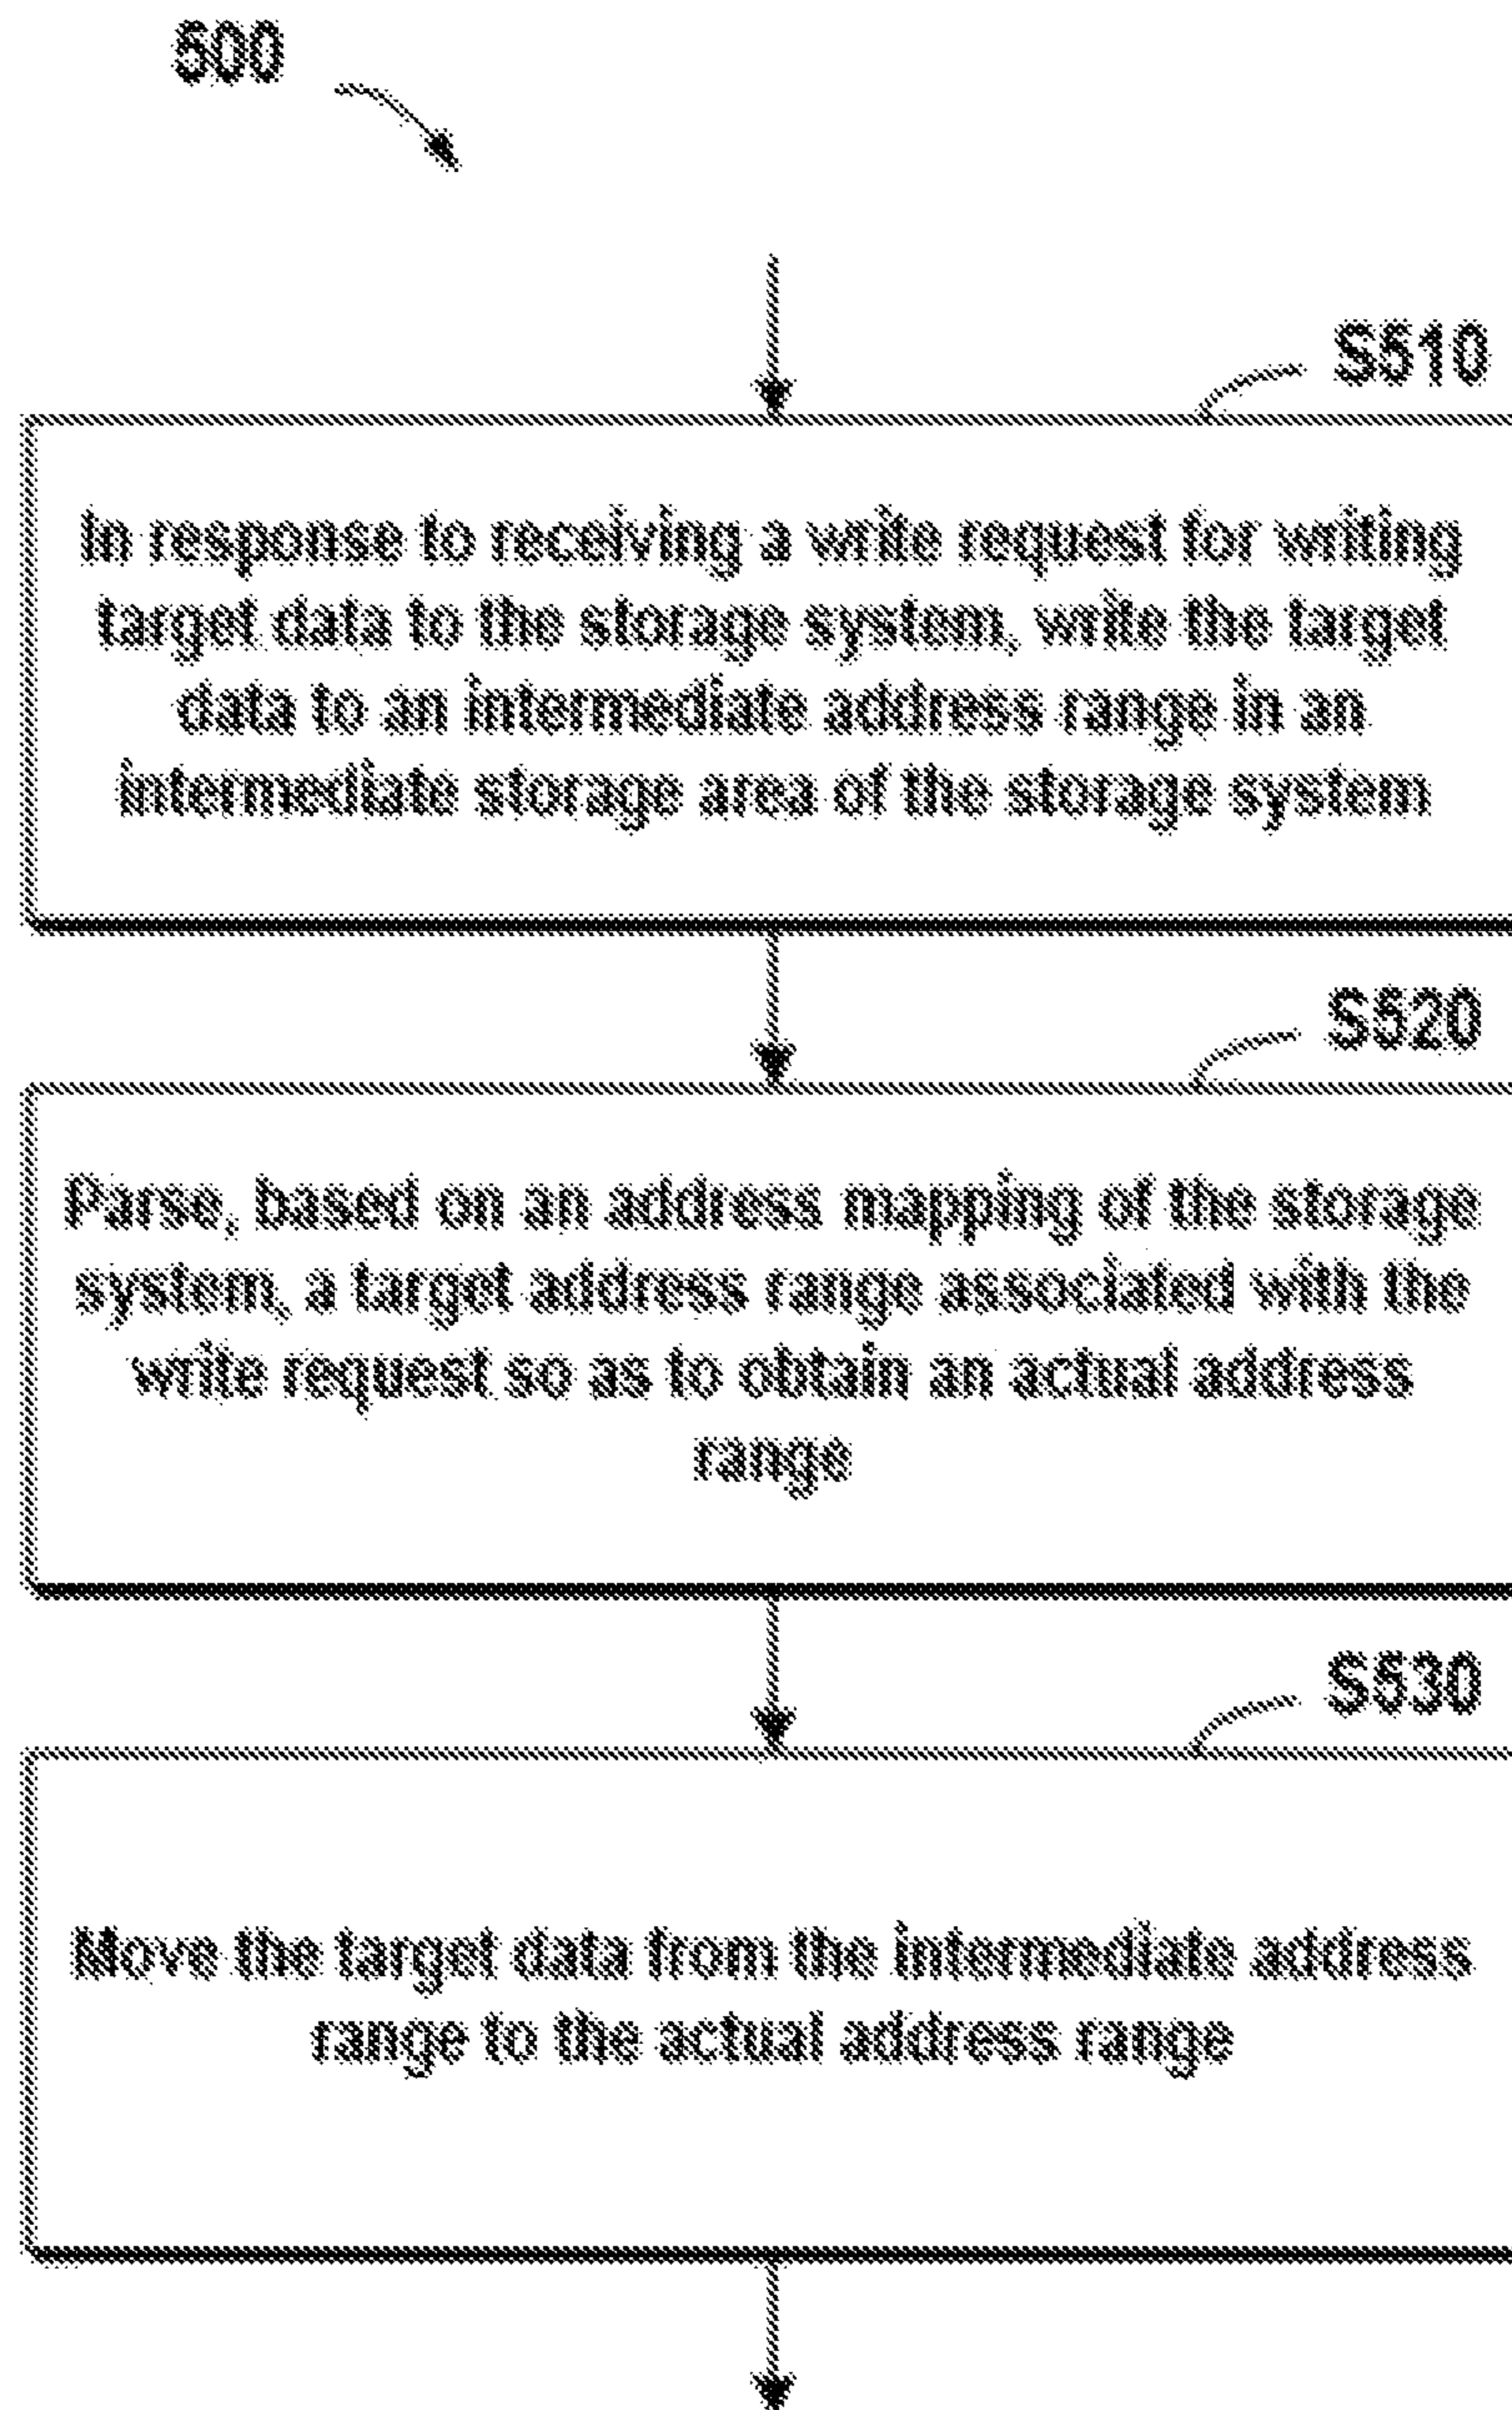 500
S510
In response to receiving a write request for writing
target data to the storage system, write the target
data to an intermediate address range in an
intermediate storage area of the storage system
S520
Parse, based on an address mapping of the storage
system, a target address range associated with the
write request so as to obtain an actual address
range
S530
Move the target data from the intermediate address
range to the actual address range